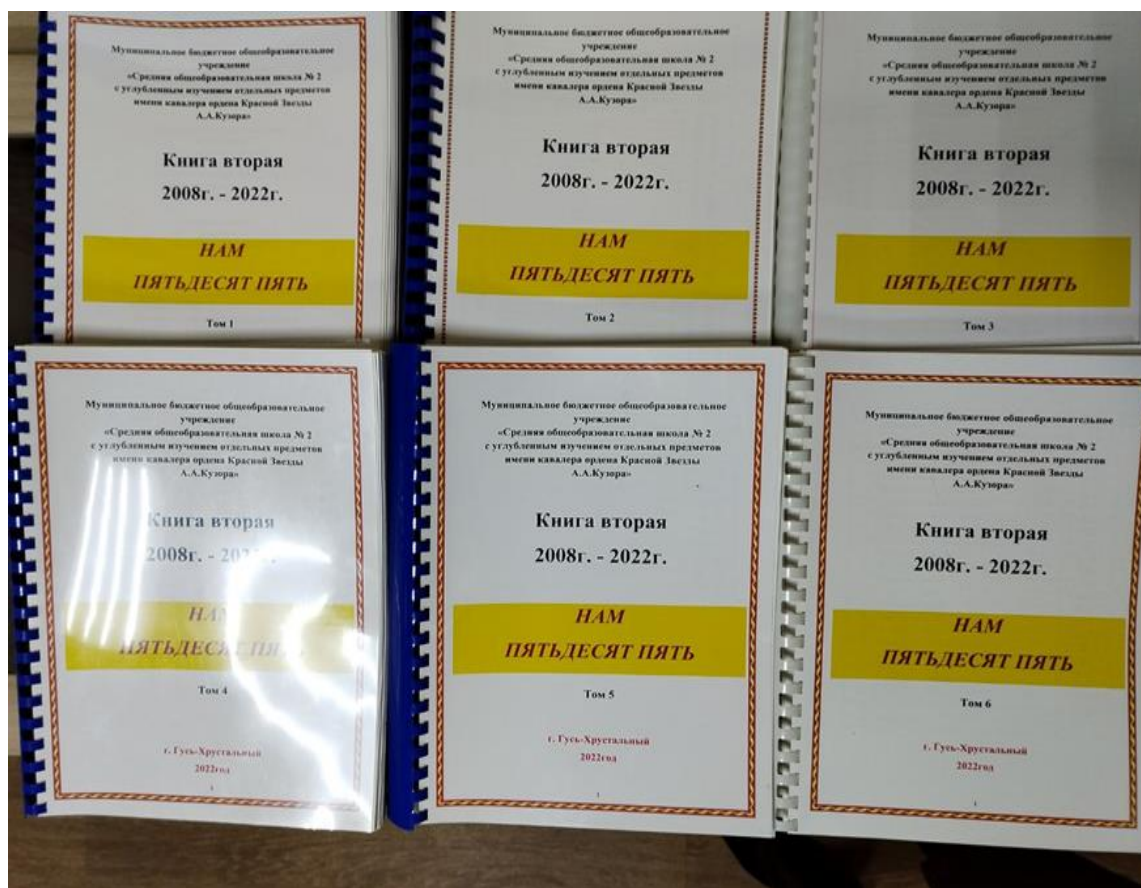 Муниципальное бюджетное общеобразовательное
учреждение
«Средняя общеобразовательная школа № 2
с углубленным изучением отдельных предметов
имени кавалера ордена Красной Звезды
А.А.Кузора»
Книга вторая
2008г. - 2022г.
НАМ
ПЯТЬДЕСЯТ ПЯТЬ
Том 1
Муниципальное бюджетное общеобразовательное
учреждение
«Средняя общеобразовательная школа № 2
с углубленным изучением отдельных предметов
имени кавалера ордена Красной Звезды
А.А.Кузора»
Книга вторая
2008г. - 2022г.
НАМ
ПЯТЬДЕСЯТ ПЯТЬ
Том 2
Муниципальное бюджетное общеобразовательное
учреждение
«Средняя общеобразовательная школа № 2
с углубленным изучением отдельных предметов
имени кавалера ордена Красной Звезды
А.А.Кузора»
Книга вторая
2008г. - 2022г.
НАМ
ПЯТЬДЕСЯТ ПЯТЬ
Том 3
Муниципальное бюджетное общеобразовательное
учреждение
«Средняя общеобразовательная школа № 2
с углубленным изучением отдельных предметов
имени кавалера ордена Красной Звезды
А.А.Кузора»
Книга вторая
2008г. - 2022г.
НАМ
ПЯТЬДЕСЯТ ПЯТЬ
Том 4
г. Гусь-Хрустальный
2022год
1
Муниципальное бюджетное общеобразовательное
учреждение
«Средняя общеобразовательная школа № 2
с углубленным изучением отдельных предметов
имени кавалера ордена Красной Звезды
А.А.Кузора»
Книга вторая
2008г. - 2022г.
НАМ
ПЯТЬДЕСЯТ ПЯТЬ
Том 5
г. Гусь-Хрустальный
2022год
1
Муниципальное бюджетное общеобразовательное
учреждение
«Средняя общеобразовательная школа № 2
с углубленным изучением отдельных предметов
имени кавалера ордена Красной Звезды
А.А.Кузора»
Книга вторая
2008г. - 2022г.
НАМ
ПЯТЬДЕСЯТ ПЯТЬ
Том 6
г. Гусь-Хрустальный
2022год
1